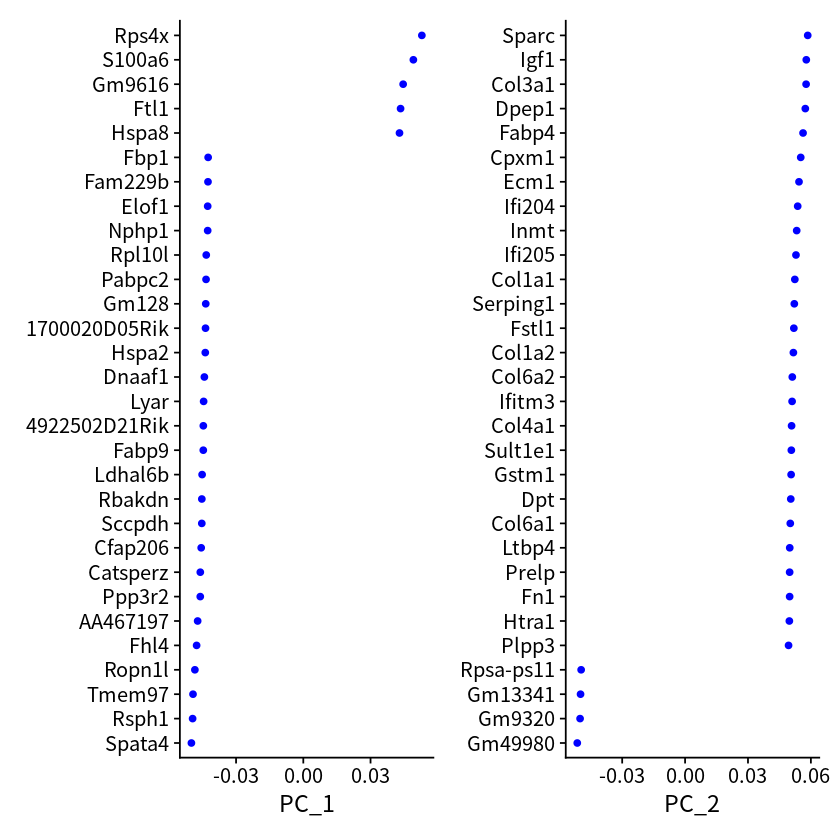 Rps4x
S100a6
Gm9616
Ftl1
Hspa8
Fbp1
Fam229b
Elof1
Nphp1
Rpl10l
Pabpc2
Gm128
1700020D05Rik
Hspa2
Dnaaf1
Lyar
4922502D21Rik
Fabp9
Ldhal6b
Rbakdn
Sccpdh
Cfap206
Catsperz
Ppp3r2
AA467197
Fhl4
Ropn1l
Tmem97
Rsph1
Spata4
-0.03 0.00 0.03
PC_1
Sparc
Igf1
Col3a1
Dpep1
Fabp4
Cpxm1
Ecm1
Ifi204
Inmt
Ifi205
Col1a1
Serping1
Fstl1
Col1a2
Col6a2
Ifitm3
Col4a1
Sult1e1
Gstm1
Dpt
Col6a1
Ltbp4
Prelp
Fn1
Htra1
Plpp3
Rpsa-ps11
Gm13341
Gm9320
Gm49980
-0.03 0.00 0.03 0.06
PC_2